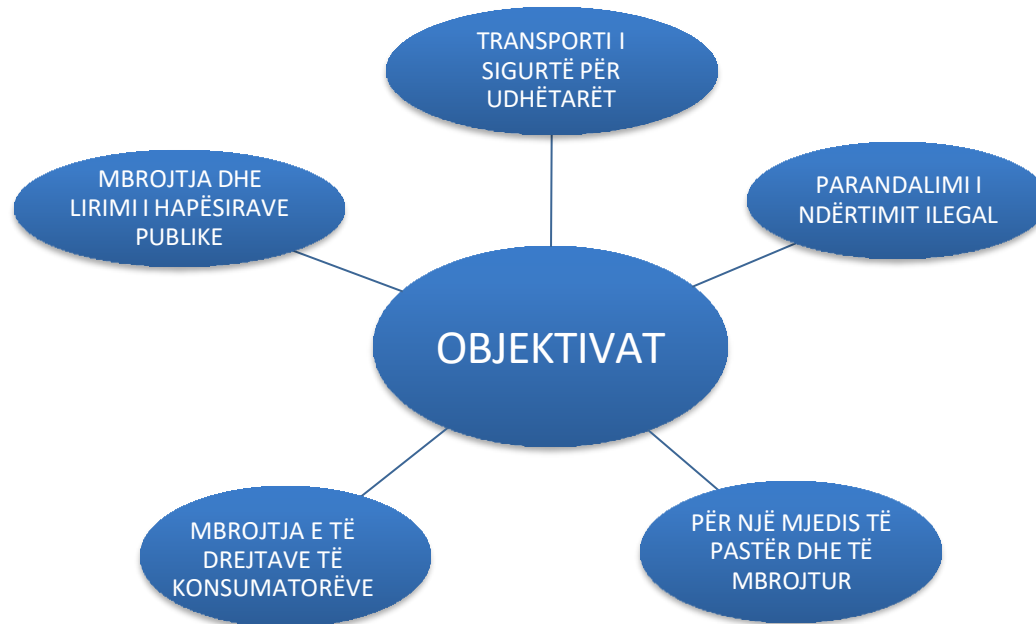 TRANSPORTI I
SIGURTË PËR
UDHËTARËT
MBROJTJA DHE
LIRIMI I HAPËSIRAVE
PUBLIKE
PARANDALIMI I
NDËRTIMIT ILEGAL
OBJEKTIVAT
MBROJTJA E TË
DREJTAVE TË
KONSUMATORËVE
PËR NJË MJEDIS TË
PASTËR DHE TË
MBROJTUR